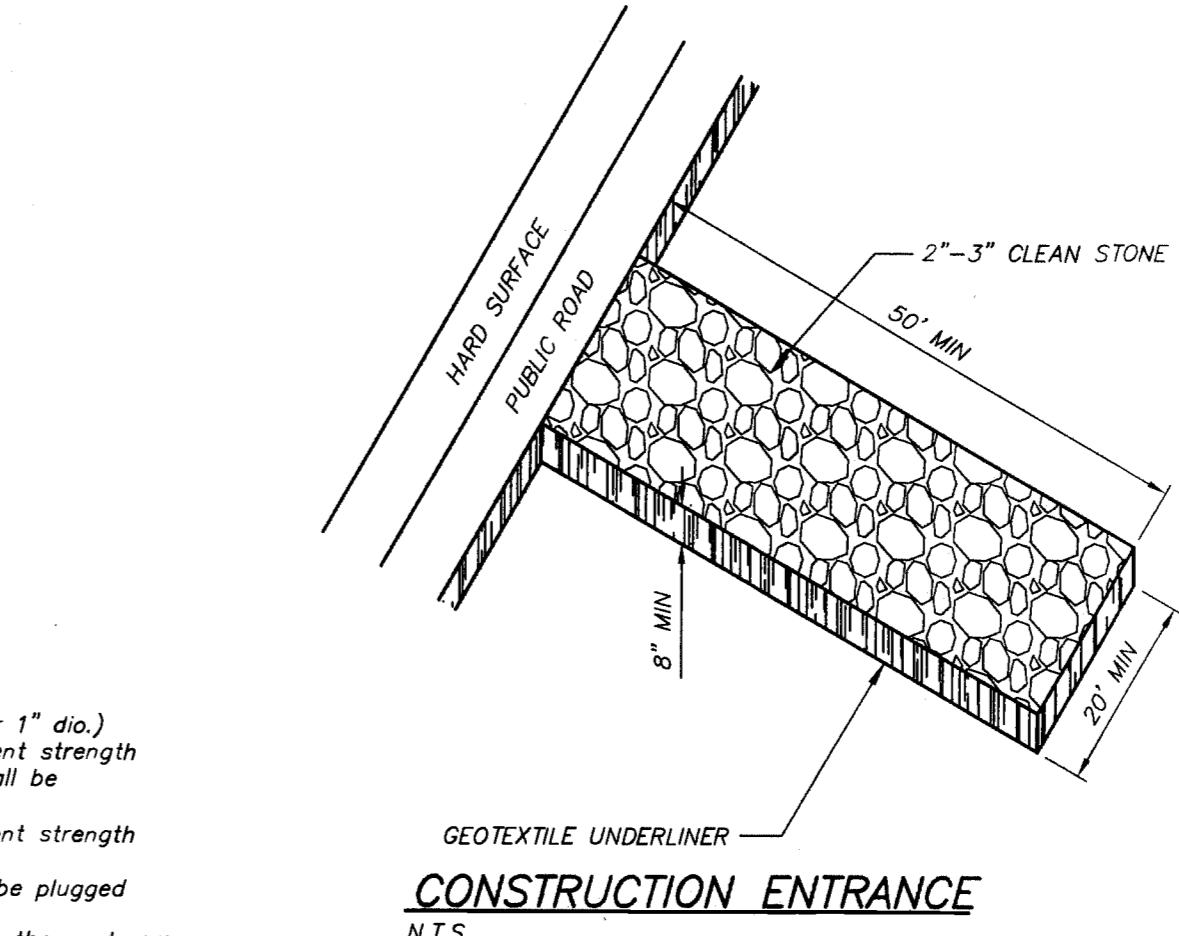 HARD SURFACE
PUBLIC ROAD
2"-3" CLEAN STONE
50' MIN
8" MIN
20' MIN
GEOTEXTILE UNDERLINER
CONSTRUCTION ENTRANCE
N.T.S.
1" dio.)
ent strength
all be
ent strength
be plugged